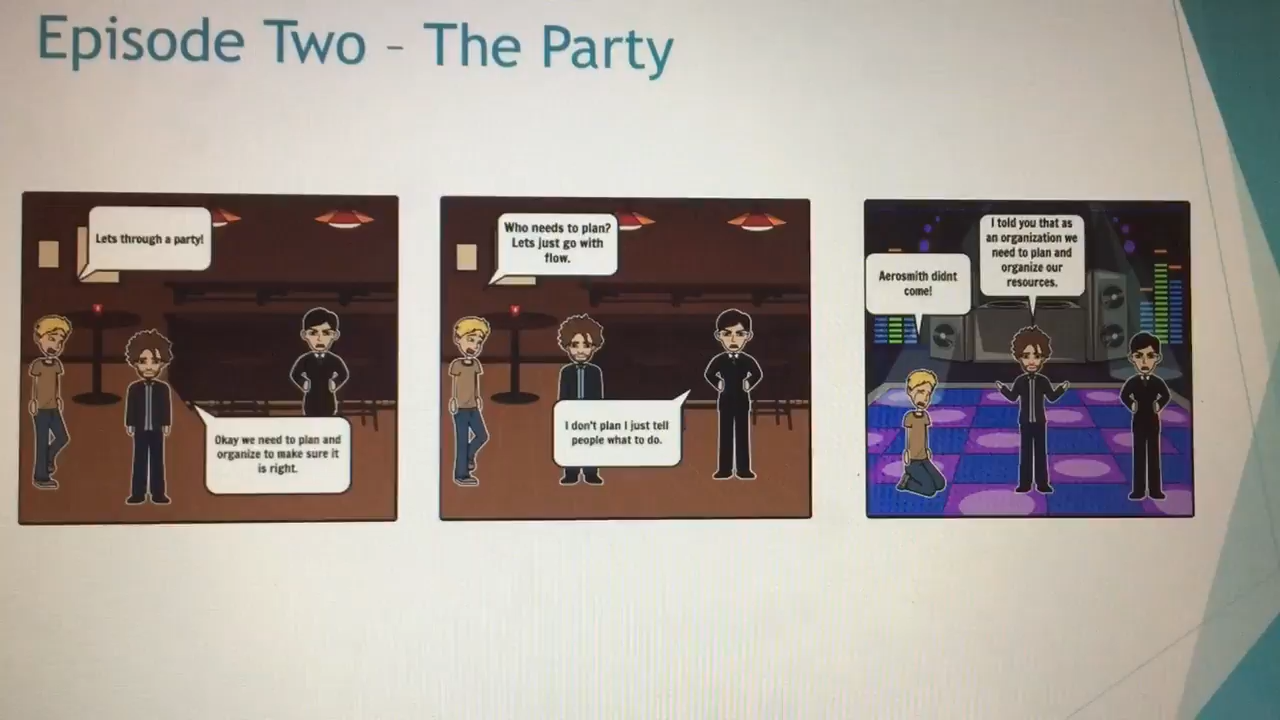 Episode Two - The Party
Lets through a party!
Okay we need to plan and
organize to make sure it
is right.
Who needs to plan?
Lets just go with
flow.
I don't plan I just tell
people what to do.
Aerosmith didnt
come!
I told you that as
an organization we
need to plan and
organize our
resources.